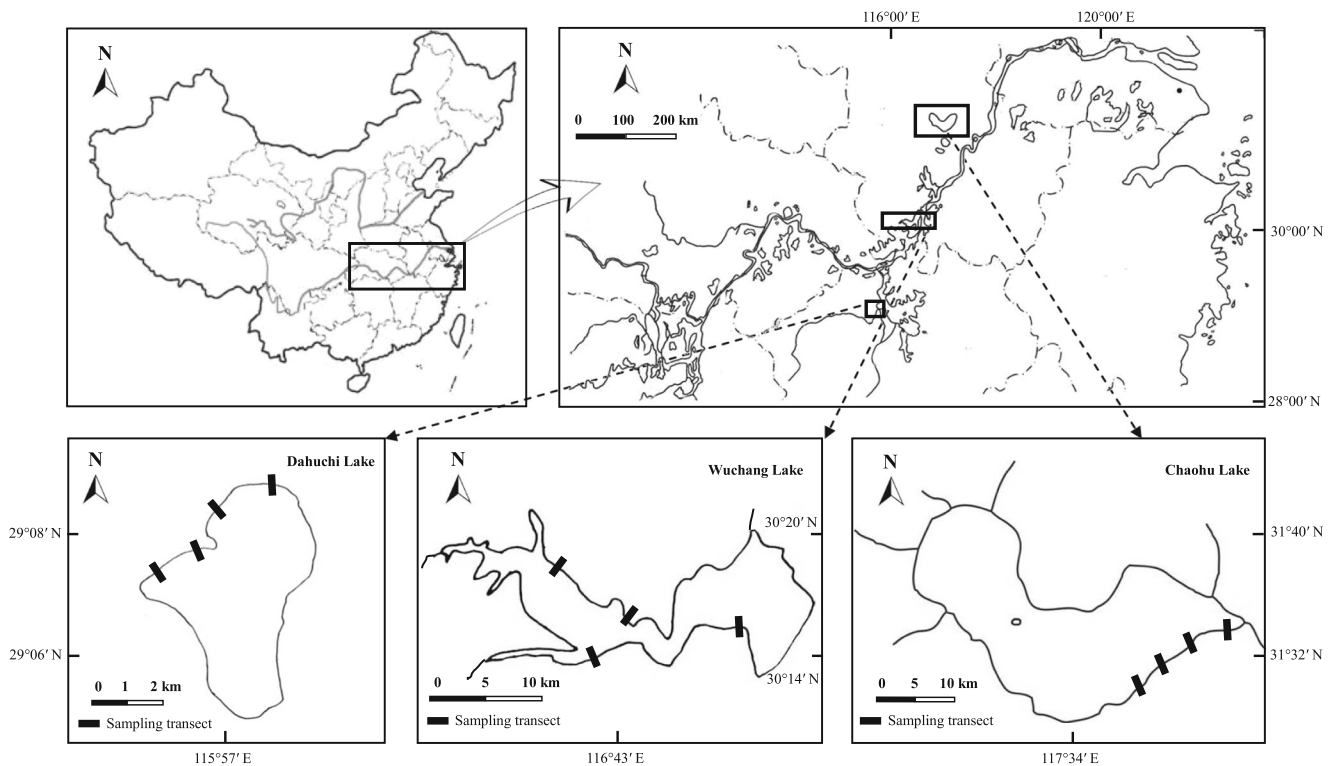 116°00′ E
120°00′ E
N
N
0 100 200 km
30°00′ N
28°00′ N
N
Dahuchi Lake
29°08′ N
29°06′ N
0 1 2 km
Sampling transect
115°57′ E
N
Wuchang Lake
30°20′ N
30°14′ N
0 5 10 km
Sampling transect
116°43′ E
N
Chaohu Lake
31°40′ N
31°32′ N
0 5 10 km
Sampling transect
117°34′ E